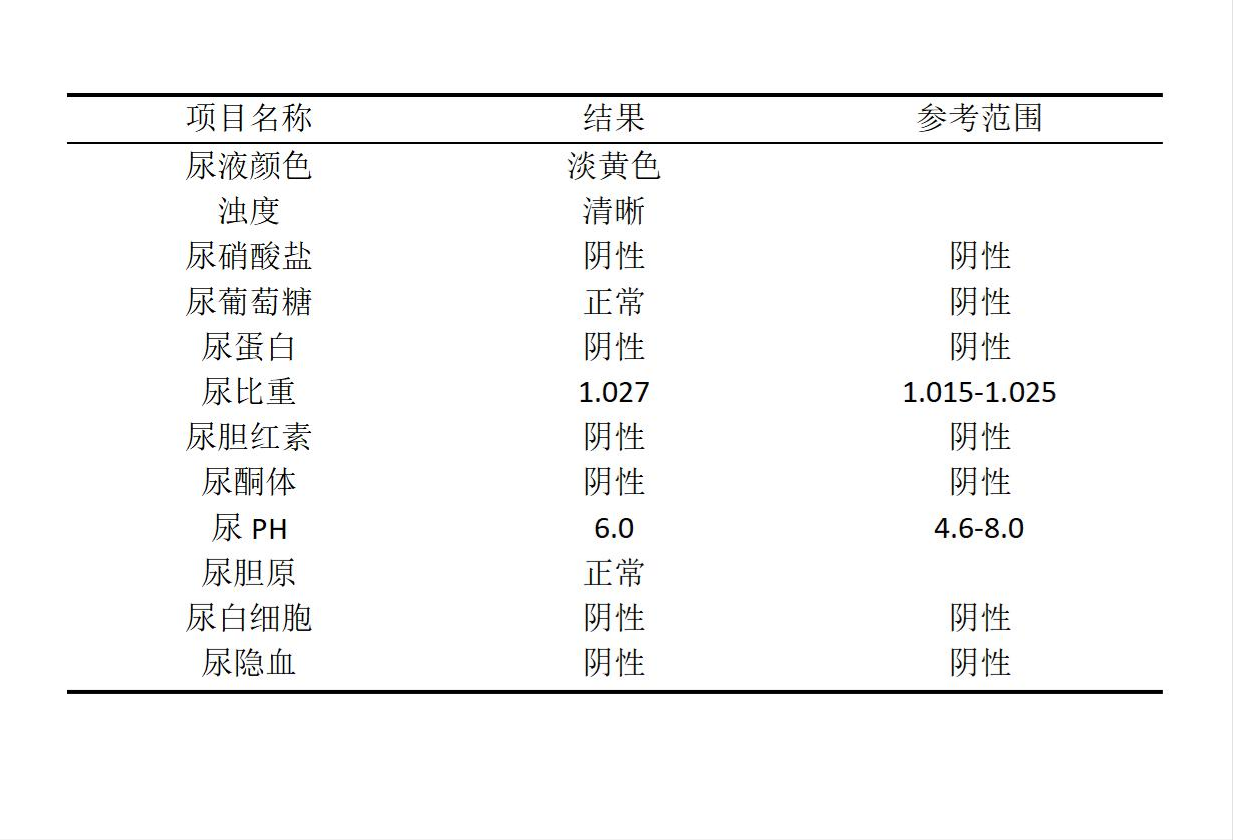 项目名称 结果 参考范围
尿液颜色 淡黄色
浊度 清晰
尿硝酸盐 阴性 阴性
尿葡萄糖 正常 阴性
尿蛋白 阴性 阴性
尿比重 1.027 1.015-1.025
尿胆红素 阴性 阴性
尿酮体 阴性 阴性
尿 PH 6.0 4.6-8.0
尿胆原 正常
尿白细胞 阴性 阴性
尿隐血 阴性 阴性